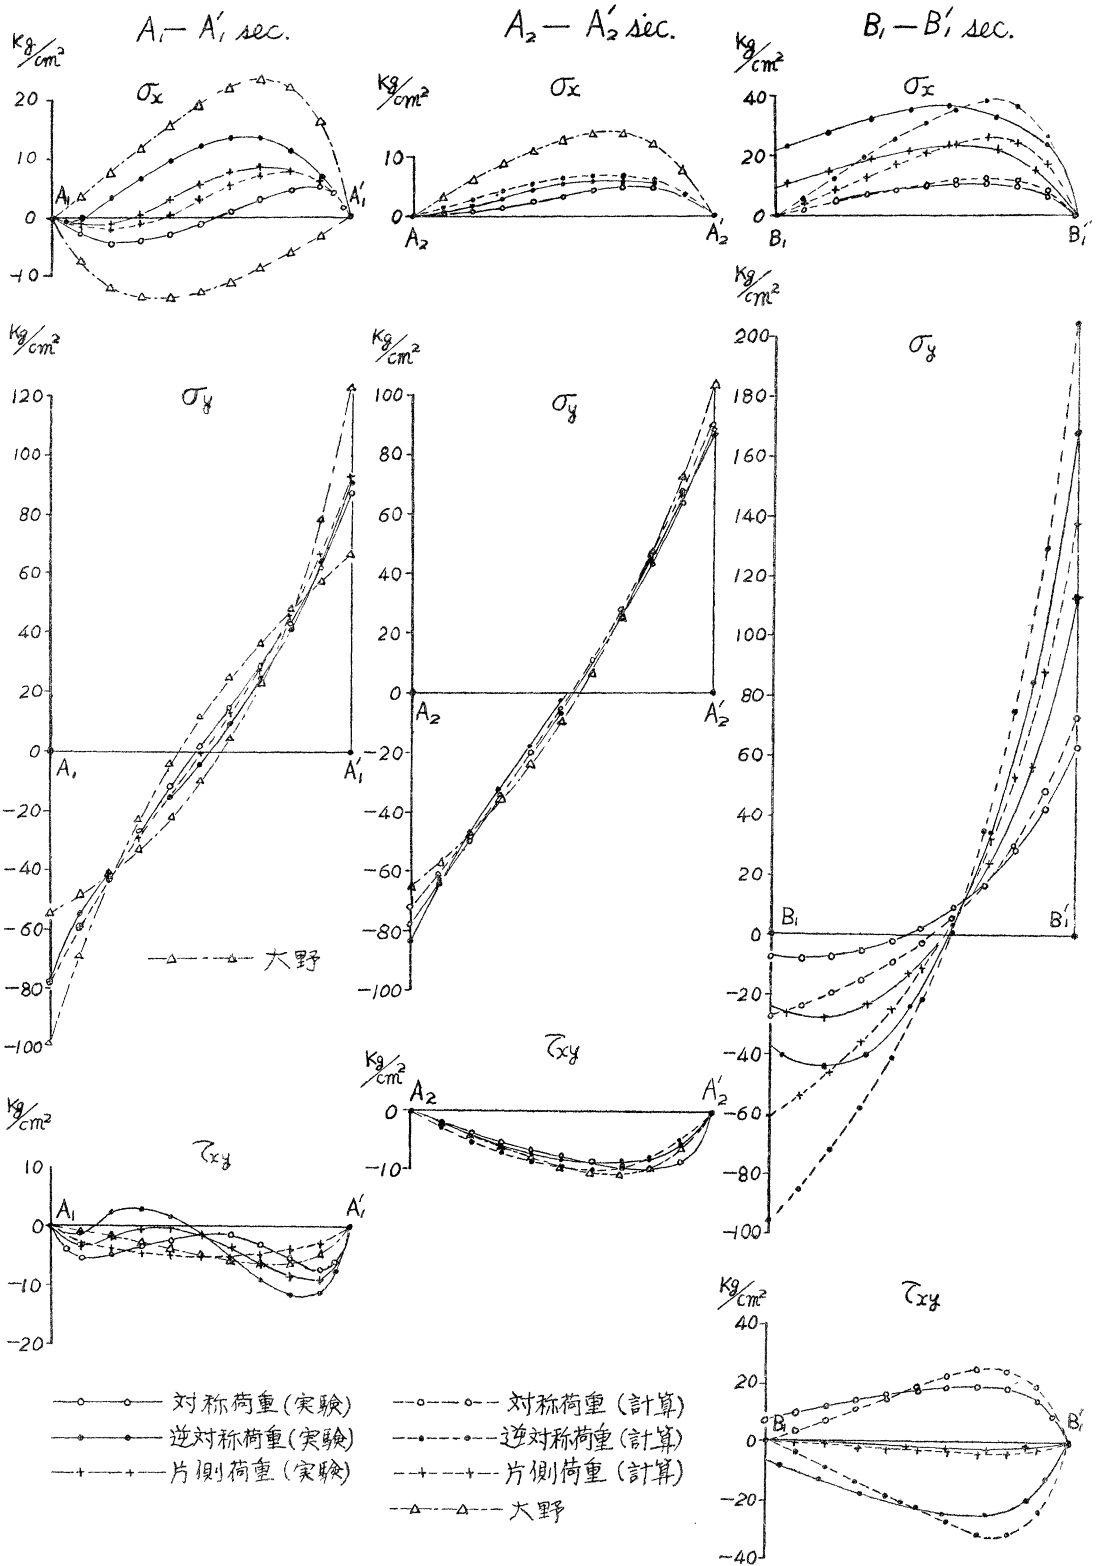 A₁—A₁′ sec.
A₂—A₂′ sec.
B₁—B₁′ sec.
Kg/cm²
σx
20
10
0
-10
A₁
A₁′
Kg/cm²
σx
10
0
A₂
A₂′
Kg/cm²
σx
40
20
0
B₁
B₁′
Kg/cm²
σy
120
100
80
60
40
20
0
-20
-40
-60
-80
-100
A₁
A₁′
大野
Kg/cm²
σy
100
80
60
40
20
0
-20
-40
-60
-80
-100
A₂
A₂′
Kg/cm²
σy
200
180
160
140
120
100
80
60
40
20
0
-20
-40
-60
-80
-100
B₁
B₁′
Kg/cm²
τxy
10
0
-10
-20
A₁
A₁′
Kg/cm²
τxy
0
-10
A₂
A₂′
Kg/cm²
τxy
40
20
0
-20
-40
B₁
B₁′
対称荷重(実験)
逆対称荷重(実験)
片側荷重(実験)
対称荷重(計算)
逆対称荷重(計算)
片側荷重(計算)
大野